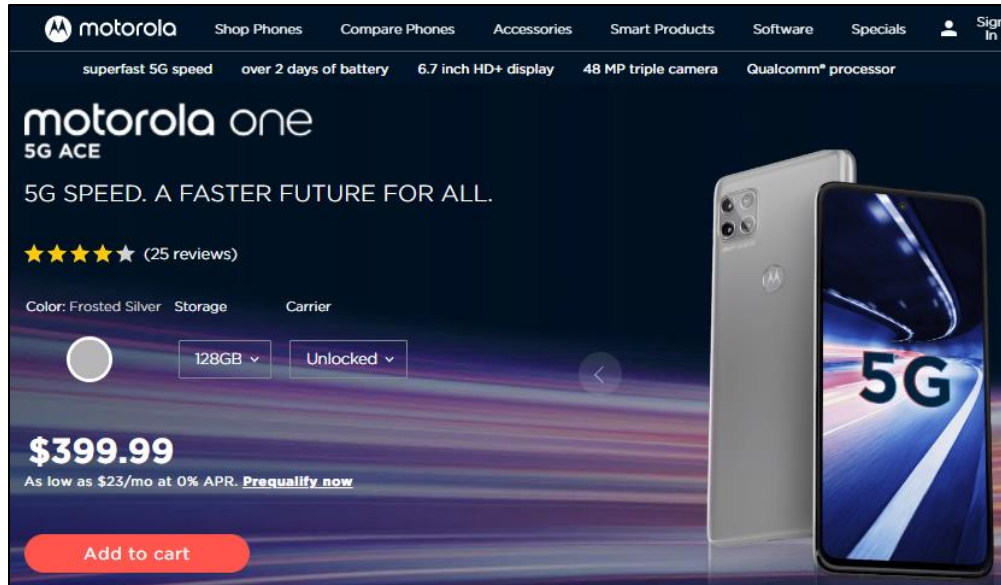 motorola Shop Phones Compare Phones Accessories Smart Products Software Specials Sign In
superfast 5G speed over 2 days of battery 6.7 inch HD+ display 48 MP triple camera Qualcomm® processor
motorola one
5G ACE
5G SPEED. A FASTER FUTURE FOR ALL.
(25 reviews)
Color: Frosted Silver Storage Carrier
128GB Unlocked
5G
$399.99
As low as $23/mo at 0% APR. Prequalify now
Add to cart